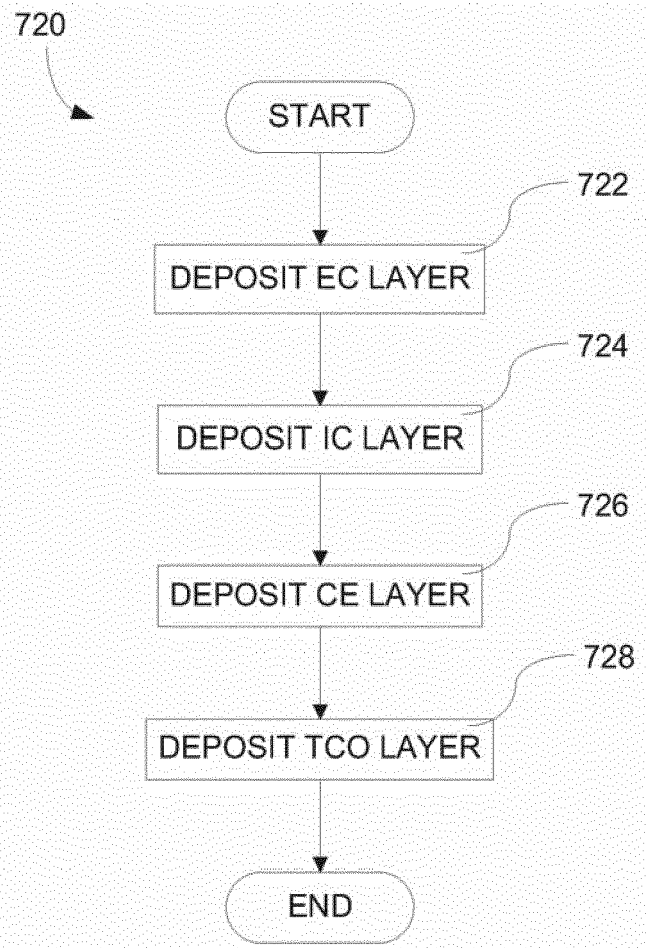 720
START
722
DEPOSIT EC LAYER
724
DEPOSIT IC LAYER
726
DEPOSIT CE LAYER
728
DEPOSIT TCO LAYER
END